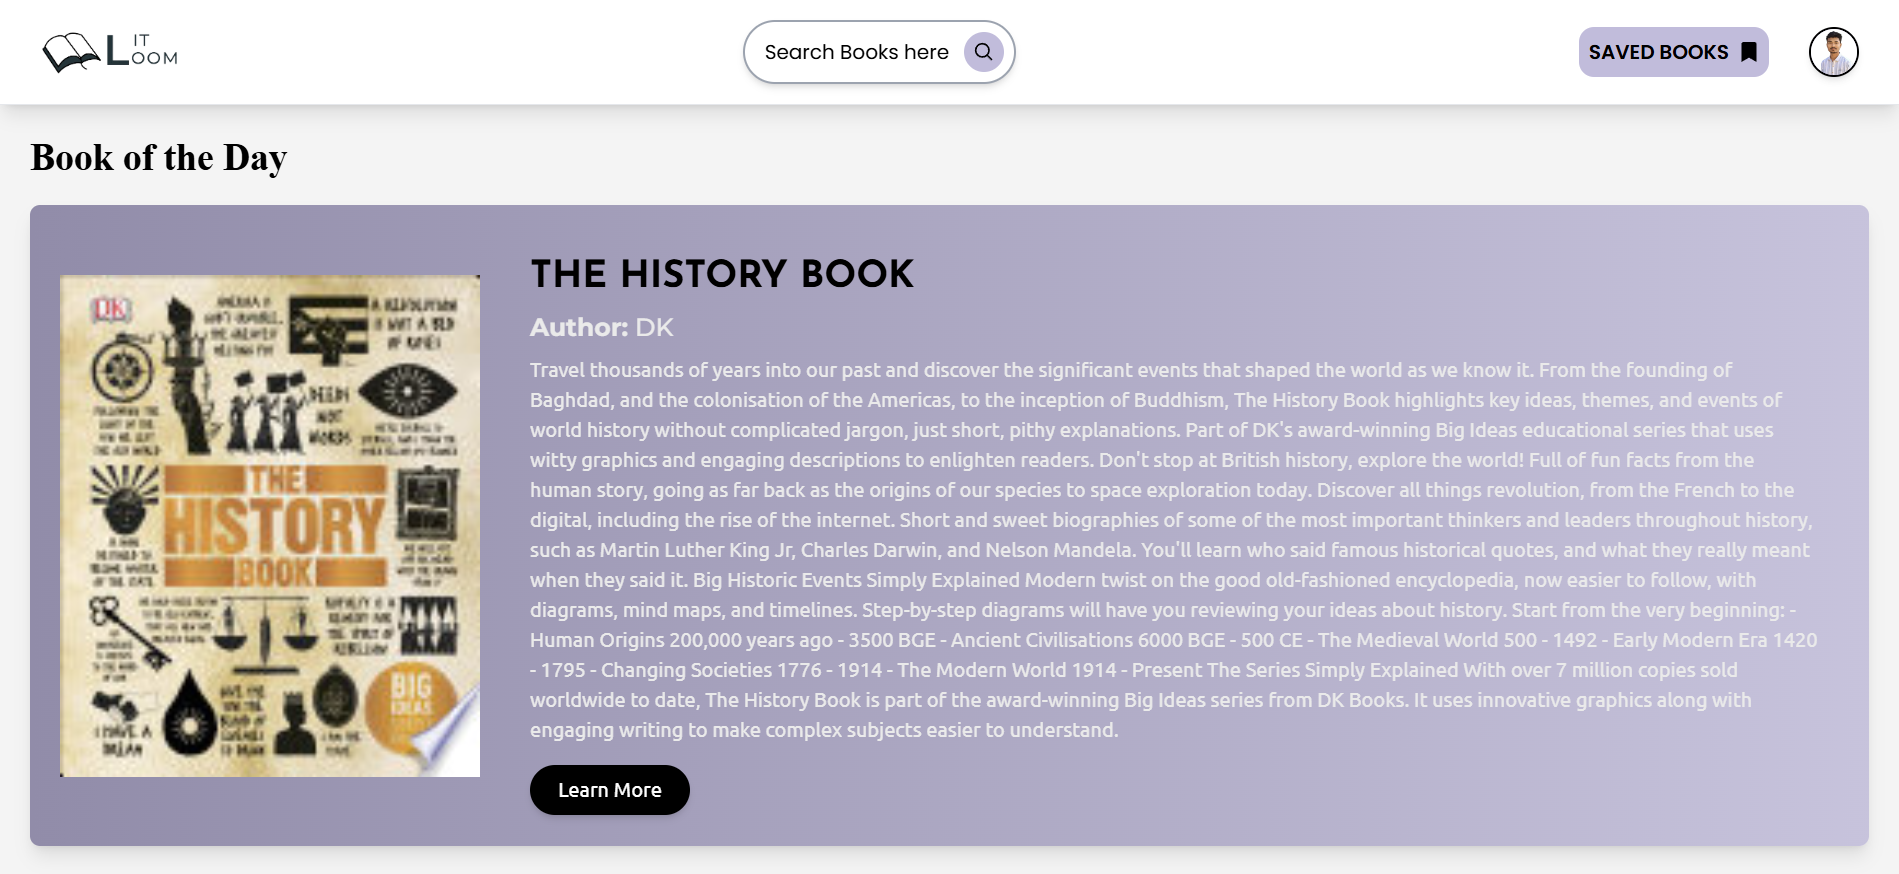 LIT
LOOM
Search Books here
SAVED BOOKS
Book of the Day
THE HISTORY BOOK
Author: DK
Travel thousands of years into our past and discover the significant events that shaped the world as we know it. From the founding of
Baghdad, and the colonisation of the Americas, to the inception of Buddhism, The History Book highlights key ideas, themes, and events of
world history without complicated jargon, just short, pithy explanations. Part of DK's award-winning Big Ideas educational series that uses
witty graphics and engaging descriptions to enlighten readers. Don't stop at British history, explore the world! Full of fun facts from the
human story, going as far back as the origins of our species to space exploration today. Discover all things revolution, from the French to the
digital, including the rise of the internet. Short and sweet biographies of some of the most important thinkers and leaders throughout history,
such as Martin Luther King Jr, Charles Darwin, and Nelson Mandela. You'll learn who said famous historical quotes, and what they really meant
when they said it. Big Historic Events Simply Explained Modern twist on the good old-fashioned encyclopedia, now easier to follow, with
diagrams, mind maps, and timelines. Step-by-step diagrams will have you reviewing your ideas about history. Start from the very beginning: -
Human Origins 200,000 years ago - 3500 BGE - Ancient Civilisations 6000 BGE - 500 CE - The Medieval World 500 - 1492 - Early Modern Era 1420
- 1795 - Changing Societies 1776 - 1914 - The Modern World 1914 - Present The Series Simply Explained With over 7 million copies sold
worldwide to date, The History Book is part of the award-winning Big Ideas series from DK Books. It uses innovative graphics along with
engaging writing to make complex subjects easier to understand.
Learn More
DK
A REVOLUTION
IS NOT A BED
OF ROSES
DEEDS
NOT
WORDS
THE
HISTORY
BOOK
I HAVE A
DREAM
BIG
IDEAS